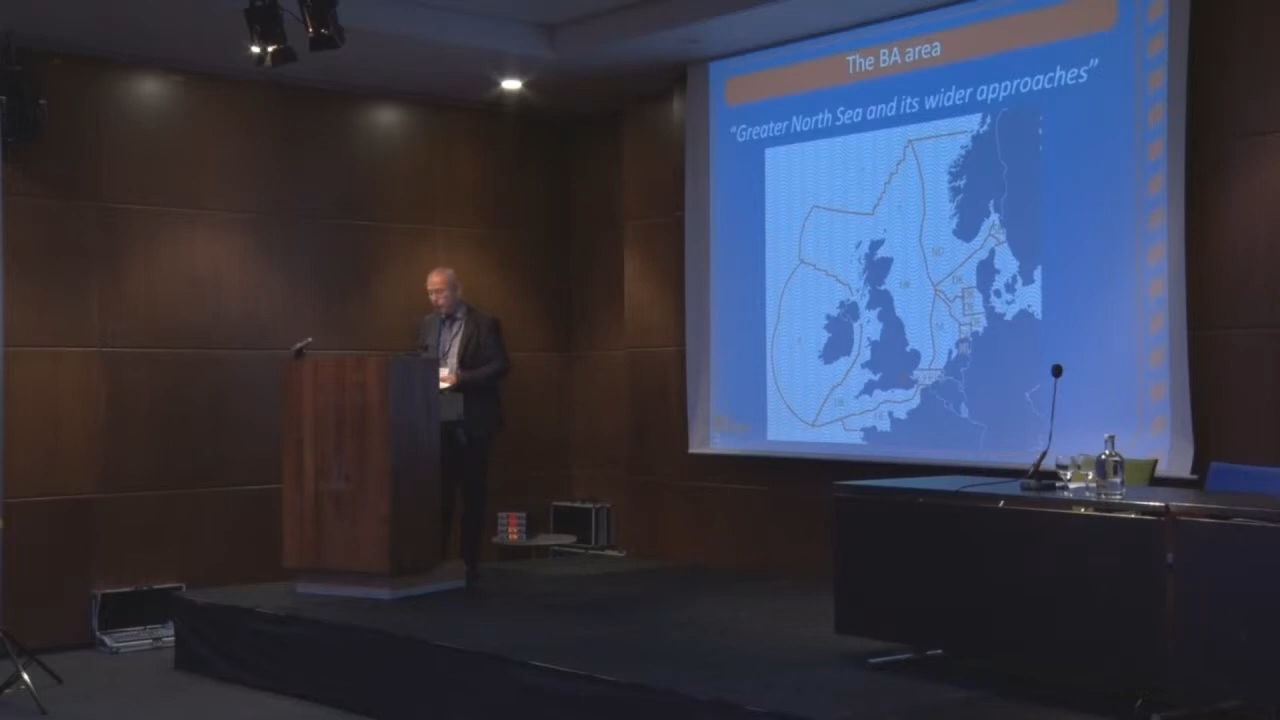 The BA area
“Greater North Sea and its wider approaches”